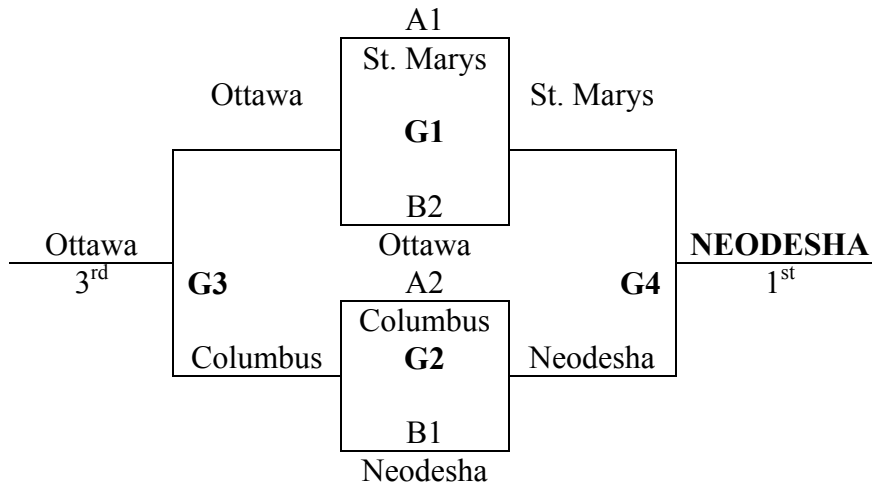 A1
St. Marys
Ottawa St. Marys
G1
B2
Ottawa Ottawa NEODESHA
3rd G3 A2 G4 1st
Columbus
Columbus G2 Neodesha
B1
Neodesha